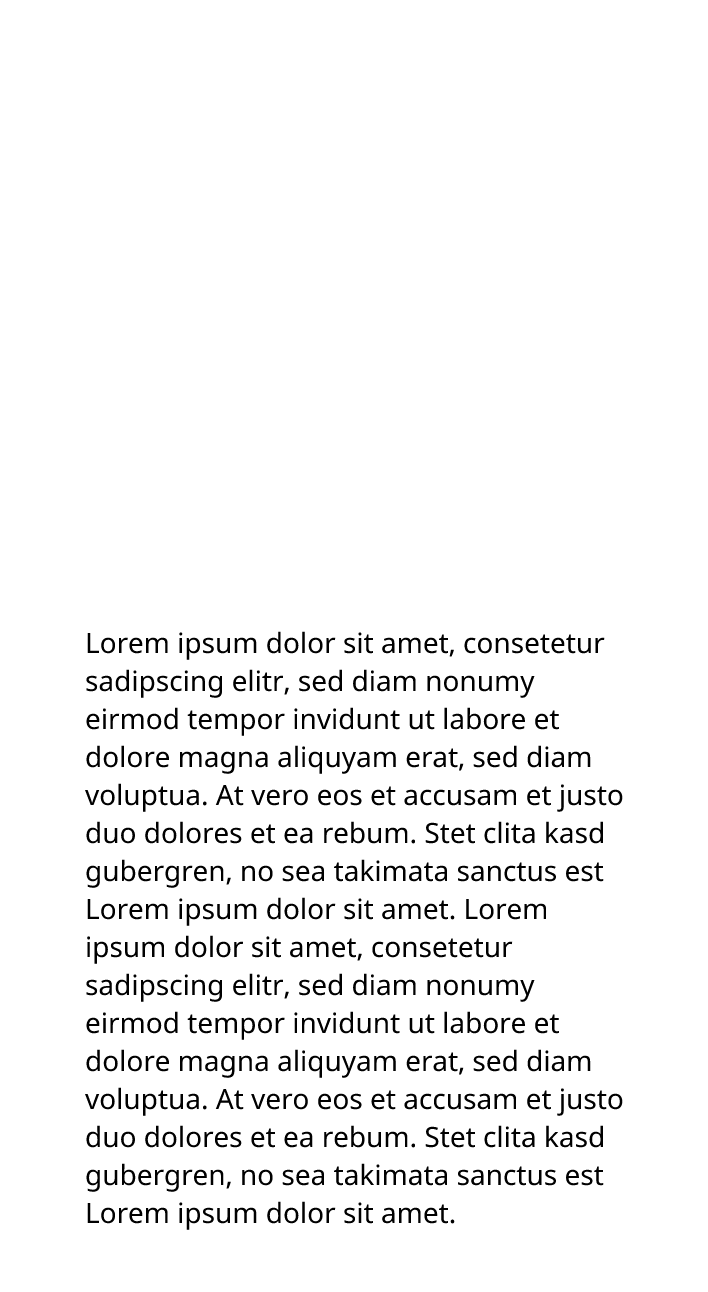 Lorem ipsum dolor sit amet, consetetur
sadipscing elitr, sed diam nonumy
eirmod tempor invidunt ut labore et
dolore magna aliquyam erat, sed diam
voluptua. At vero eos et accusam et justo
duo dolores et ea rebum. Stet clita kasd
gubergren, no sea takimata sanctus est
Lorem ipsum dolor sit amet. Lorem
ipsum dolor sit amet, consetetur
sadipscing elitr, sed diam nonumy
eirmod tempor invidunt ut labore et
dolore magna aliquyam erat, sed diam
voluptua. At vero eos et accusam et justo
duo dolores et ea rebum. Stet clita kasd
gubergren, no sea takimata sanctus est
Lorem ipsum dolor sit amet.